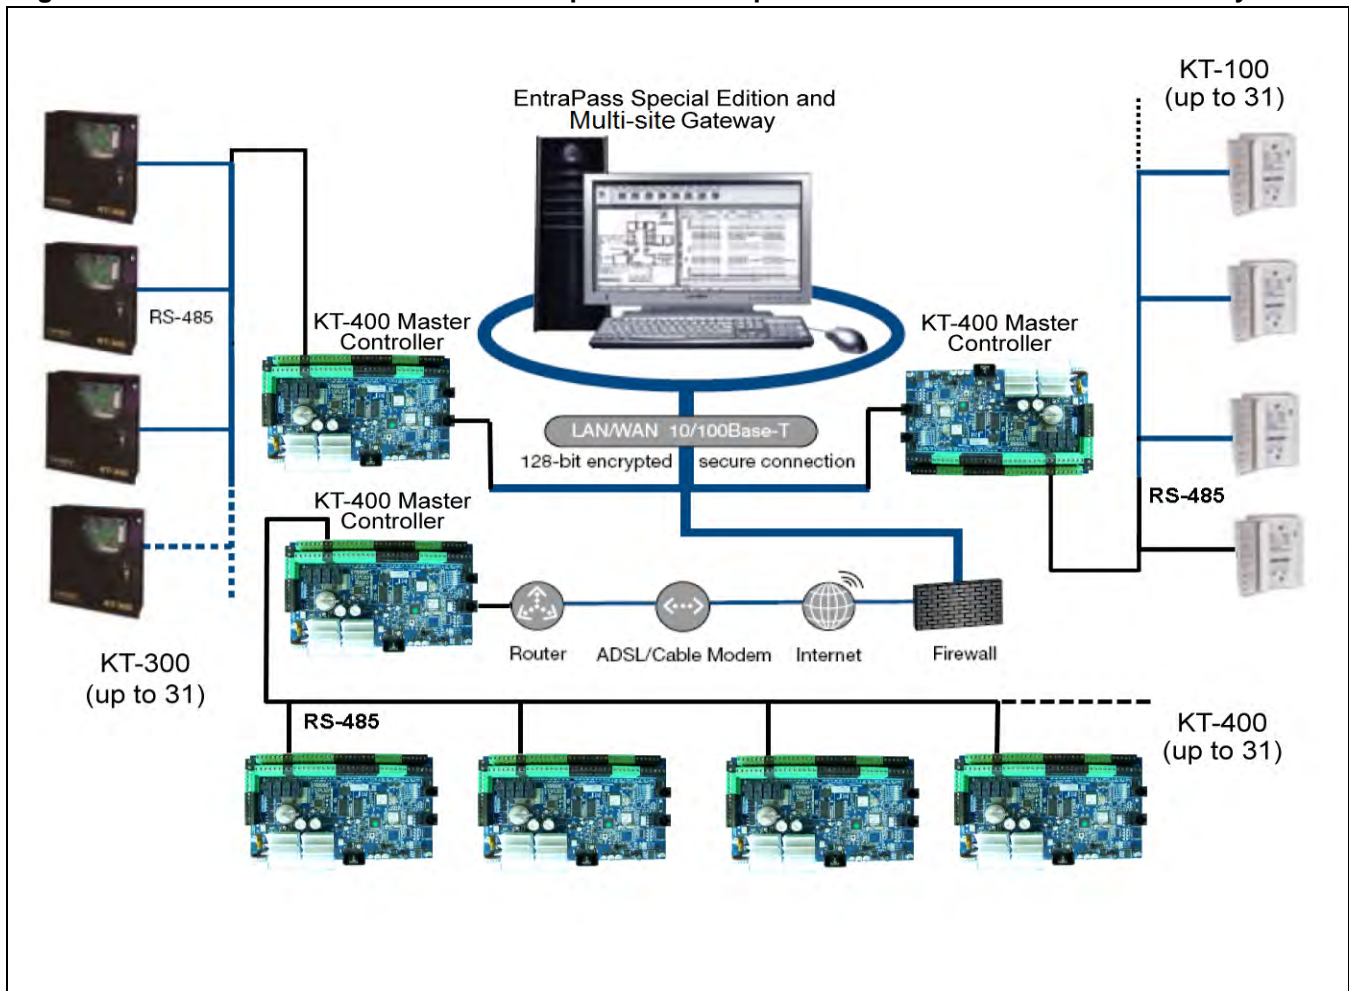 KT-100
(up to 31)
EntraPass Special Edition and
Multi-site Gateway
RS-485
KT-400 Master
Controller
KT-400 Master
Controller
LAN/WAN 10/100Base-T
128-bit encrypted secure connection
RS-485
KT-400 Master
Controller
Router
ADSL/Cable Modem
Internet
Firewall
KT-300
(up to 31)
RS-485
KT-400
(up to 31)